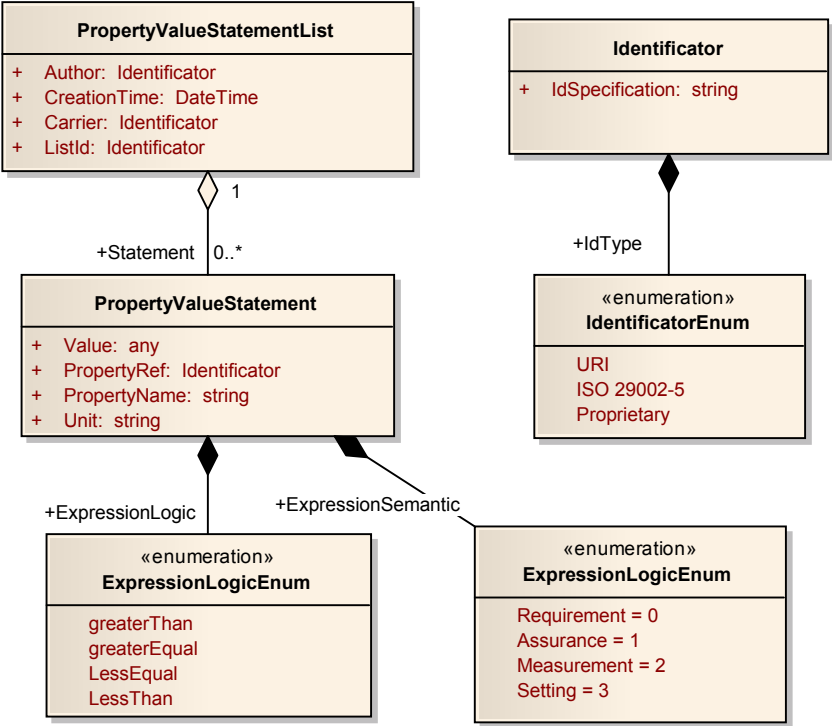 PropertyValueStatementList
+ Author: Identificator
+ CreationTime: DateTime
+ Carrier: Identificator
+ ListId: Identificator
1
+Statement 0..*
PropertyValueStatement
+ Value: any
+ PropertyRef: Identificator
+ PropertyName: string
+ Unit: string
+ExpressionLogic
«enumeration»
ExpressionLogicEnum
greaterThan
greaterEqual
LessEqual
LessThan
+ExpressionSemantic
«enumeration»
ExpressionLogicEnum
Requirement = 0
Assurance = 1
Measurement = 2
Setting = 3
Identificator
+ IdSpecification: string
+IdType
«enumeration»
IdentificatorEnum
URI
ISO 29002-5
Proprietary